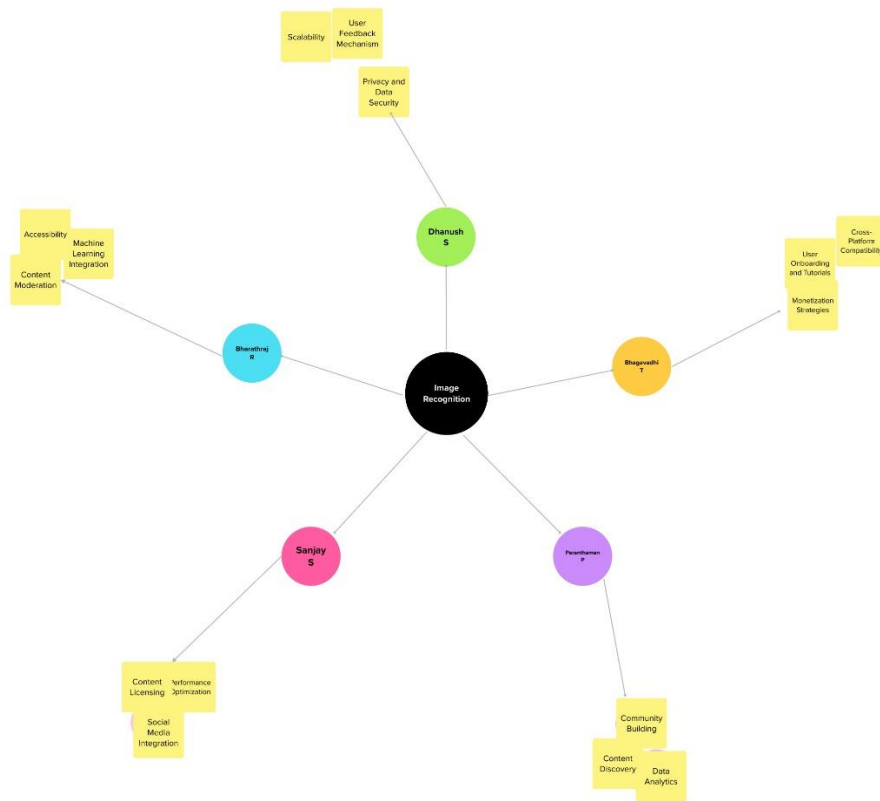 Scalability
User
Feedback
Mechanism
Privacy and
Data
Security
Dhanush
S
Accessibility
Machine
Learning
Integration
Content
Moderation
Bharathraj
R
Cross-
Platform
Compatibility
User
Onboarding
and Tutorials
Monetization
Strategies
Bhagavadhi
T
Image
Recognition
Sanjay
S
Paranthaman
P
Content
Licensing
Performance
Optimization
Social
Media
Integration
Community
Building
Content
Discovery
Data
Analytics